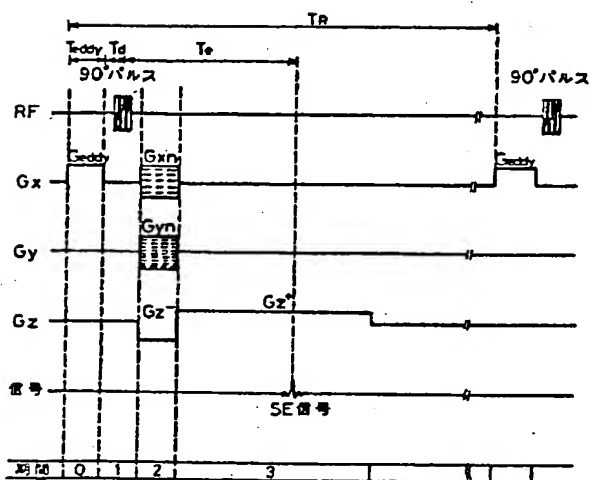 TR
Teddy Td Te
90°パルス 90°パルス
RF
Geddy Gxn Geddy
Gx
Gyn
Gy
Gz⁻ Gz⁺
Gz
信号
SE信号
期間 0 1 2 3